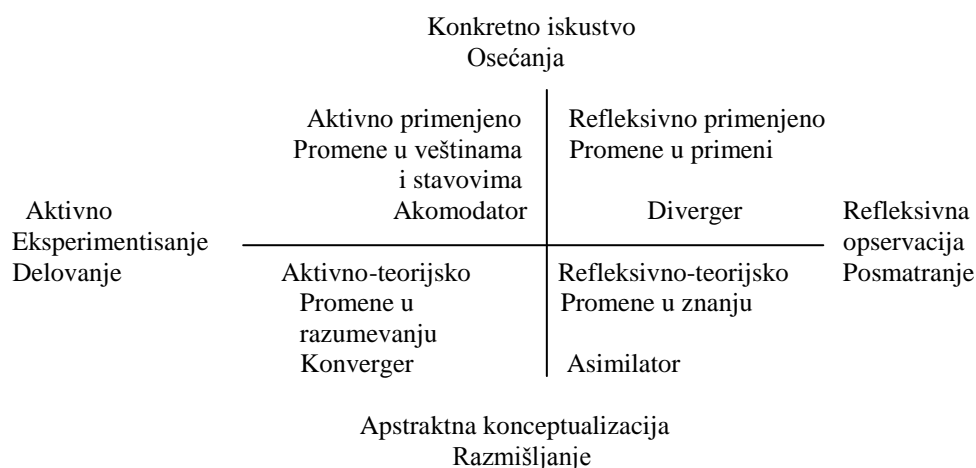 Konkretno iskustvo
Osećanja
Aktivno primenjeno
Promene u veštinama
i stavovima
Akomodator
Refleksivno primenjeno
Promene u primeni
Diverger
Aktivno
Eksperimentisanje
Delovanje
Refleksivna
opservacija
Posmatranje
Aktivno-teorijsko
Promene u
razumevanju
Konverger
Refleksivno-teorijsko
Promene u znanju
Asimilator
Apstraktna konceptualizacija
Razmišljanje